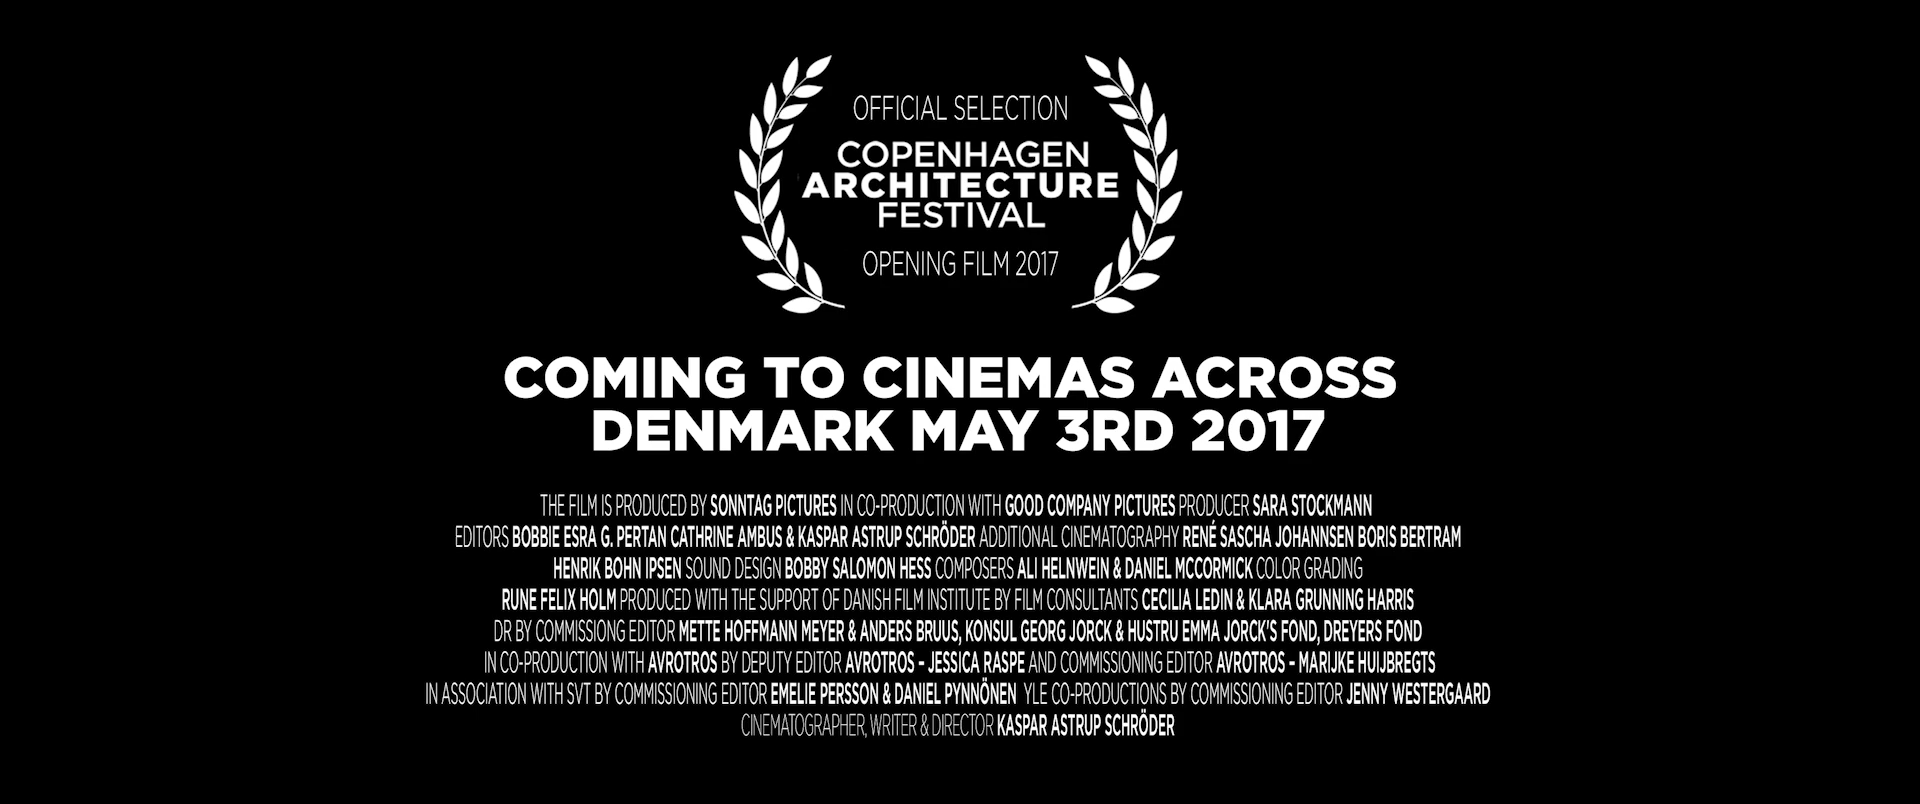 OFFICIAL SELECTION
COPENHAGEN
ARCHITECTURE
FESTIVAL
OPENING FILM 2017
COMING TO CINEMAS ACROSS
DENMARK MAY 3RD 2017
THE FILM IS PRODUCED BY SONNTAG PICTURES IN CO-PRODUCTION WITH GOOD COMPANY PICTURES PRODUCER SARA STOCKMANN
EDITORS BOBBIE ESRA G. PERTAN CATHRINE AMBUS & KASPAR ASTRUP SCHRÖDER ADDITIONAL CINEMATOGRAPHY RENÉ SASCHA JOHANNSEN BORIS BERTRAM
HENRIK BOHN IPSEN SOUND DESIGN BOBBY SALOMON HESS COMPOSERS ALI HELNWEIN & DANIEL MCCORMICK COLOR GRADING
RUNE FELIX HOLM PRODUCED WITH THE SUPPORT OF DANISH FILM INSTITUTE BY FILM CONSULTANTS CECILIA LEDIN & KLARA GRUNNING HARRIS
DR BY COMMISSIONG EDITOR METTE HOFFMANN MEYER & ANDERS BRUUS, KONSUL GEORG JORCK & HUSTRU EMMA JORCK'S FOND, DREYERS FOND
IN CO-PRODUCTION WITH AVROTROS BY DEPUTY EDITOR AVROTROS – JESSICA RASPE AND COMMISSIONING EDITOR AVROTROS – MARIJKE HUIJBREGTS
IN ASSOCIATION WITH SVT BY COMMISSIONING EDITOR EMELIE PERSSON & DANIEL PYNNÖNEN YLE CO-PRODUCTIONS BY COMMISSIONING EDITOR JENNY WESTERGAARD
CINEMATOGRAPHER, WRITER & DIRECTOR KASPAR ASTRUP SCHRÖDER